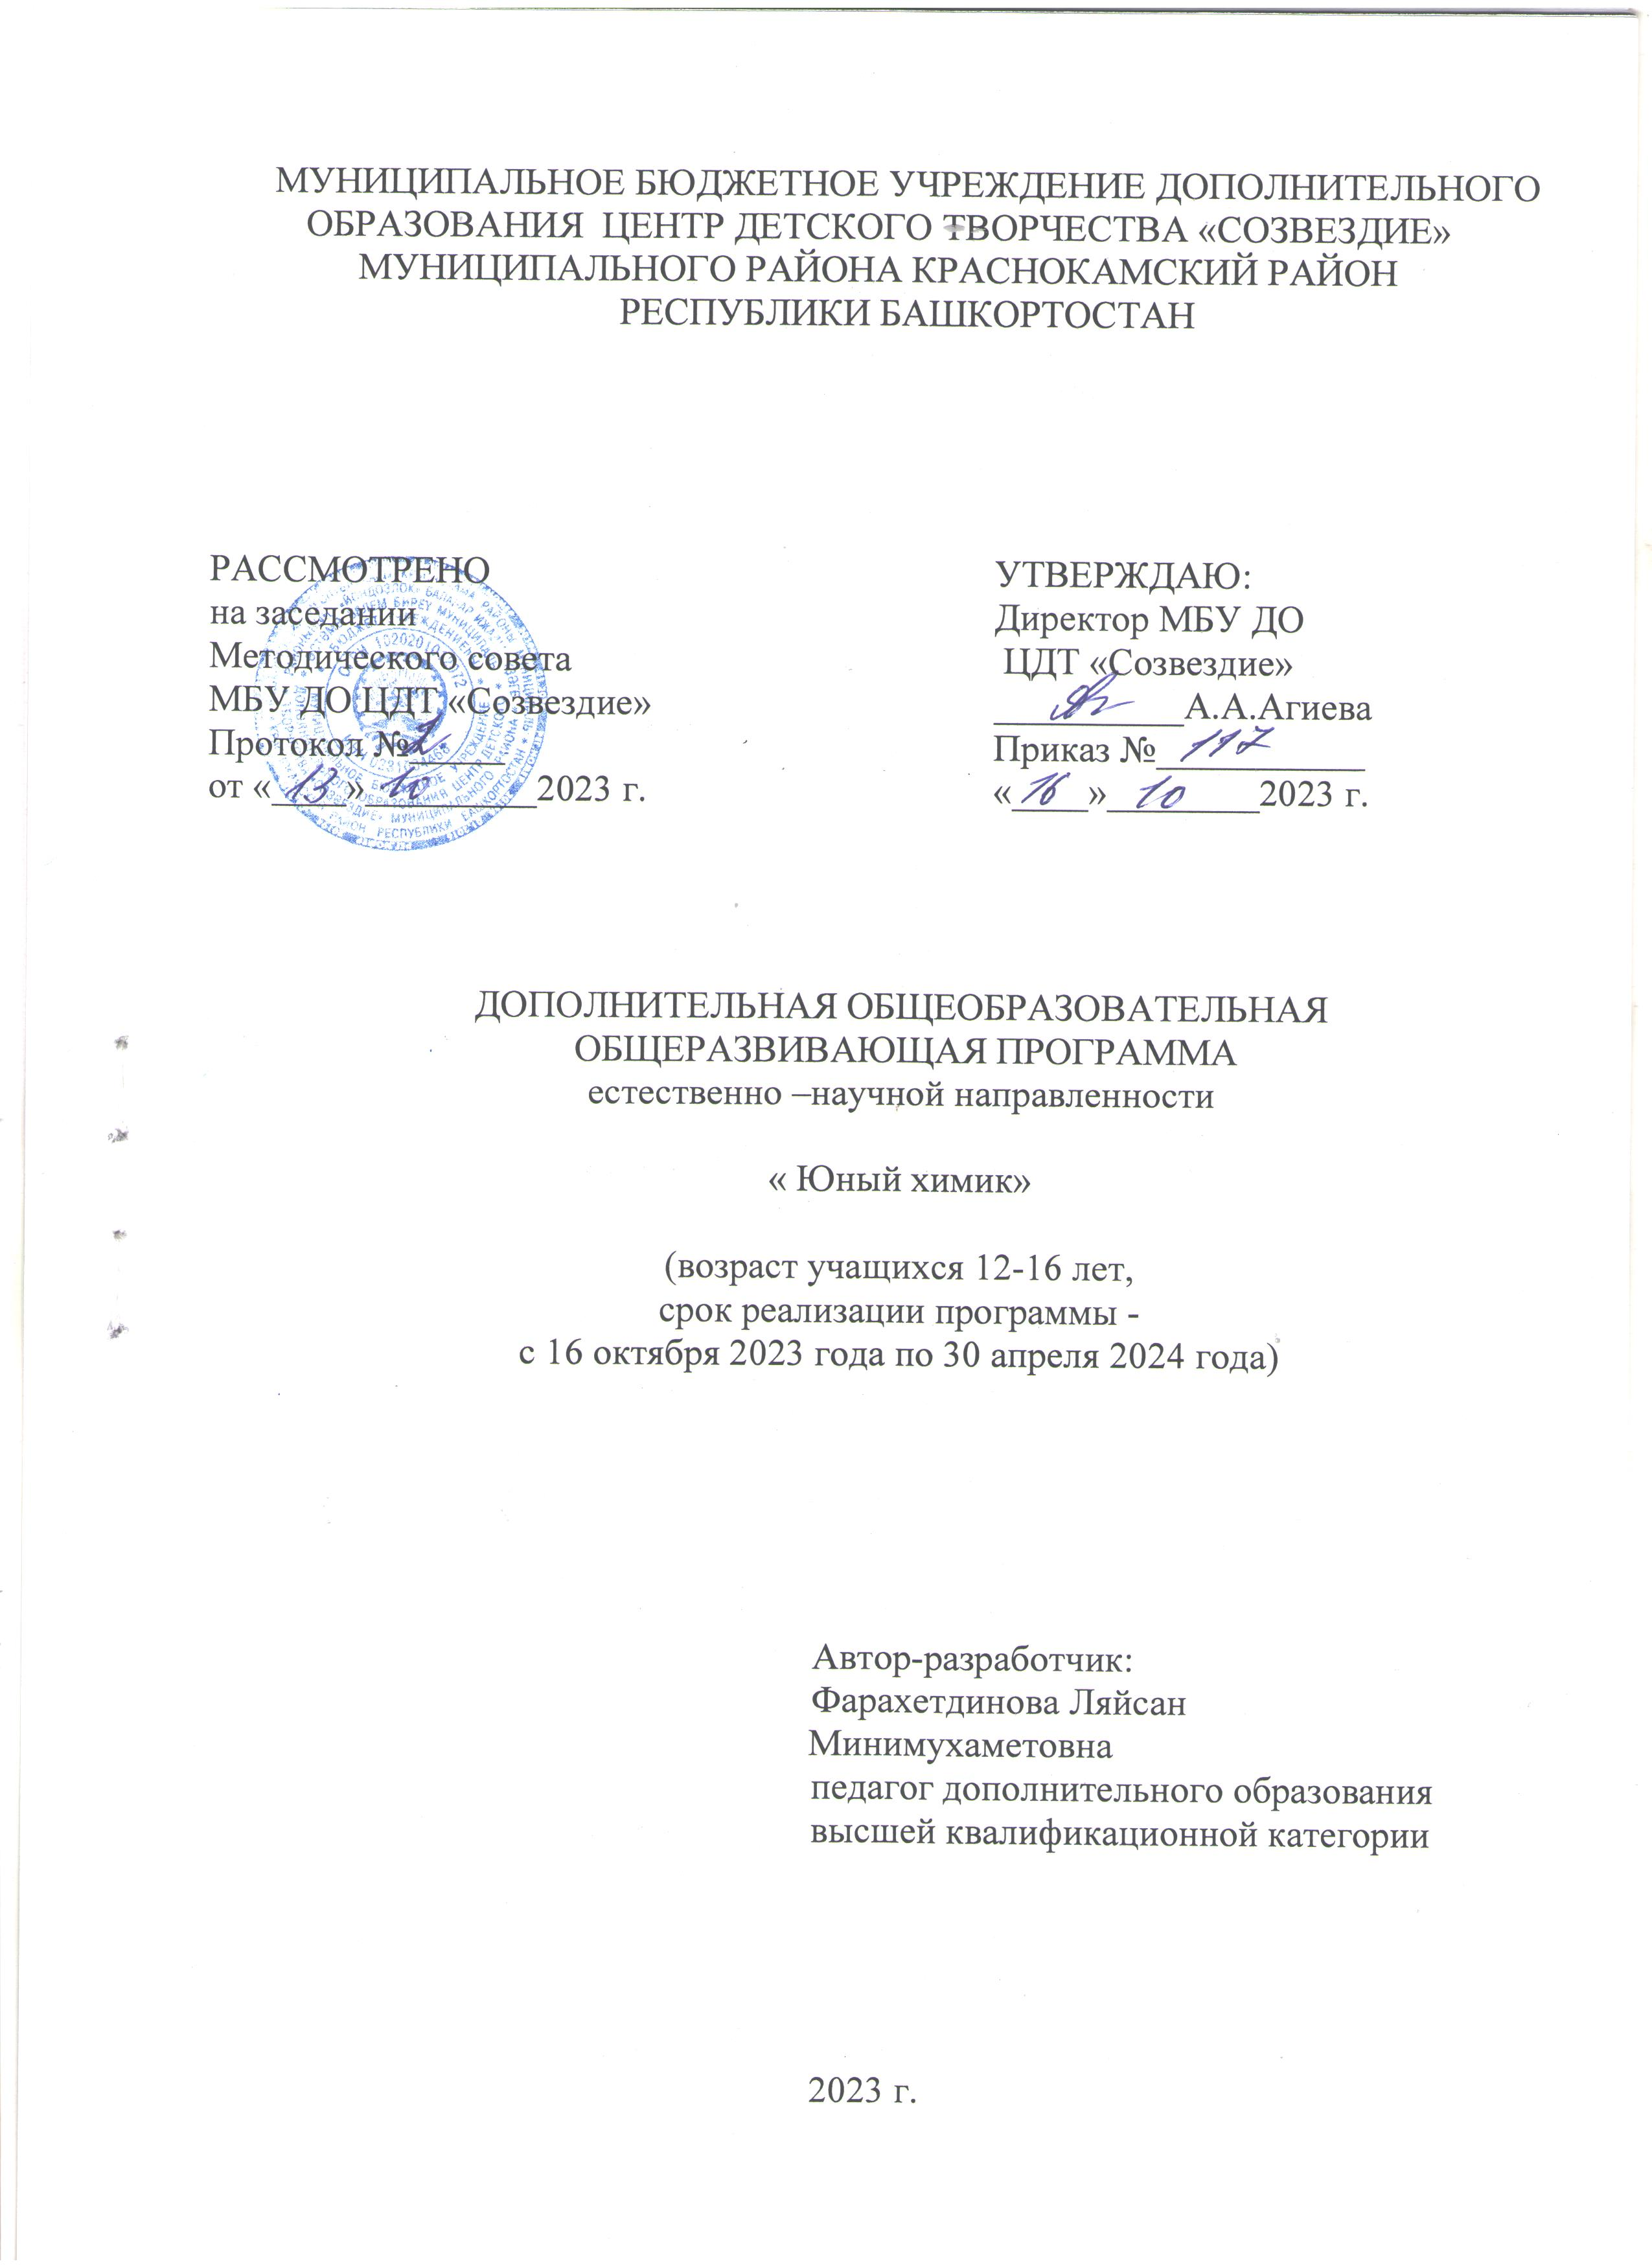 МУНИЦИПАЛЬНОЕ БЮДЖЕТНОЕ УЧРЕЖДЕНИЕ ДОПОЛНИТЕЛЬНОГО
ОБРАЗОВАНИЯ ЦЕНТР ДЕТСКОГО ТВОРЧЕСТВА «СОЗВЕЗДИЕ»
МУНИЦИПАЛЬНОГО РАЙОНА КРАСНОКАМСКИЙ РАЙОН
РЕСПУБЛИКИ БАШКОРТОСТАН
РАССМОТРЕНО
на заседании
Методического совета
МБУ ДО ЦДТ «Созвездие»
Протокол №_____
от «13» 10 2023 г.
УТВЕРЖДАЮ:
Директор МБУ ДО
ЦДТ «Созвездие»
__________А.А.Агиева
Приказ № 117
«16» 10 2023 г.
ДОПОЛНИТЕЛЬНАЯ ОБЩЕОБРАЗОВАТЕЛЬНАЯ
ОБЩЕРАЗВИВАЮЩАЯ ПРОГРАММА
естественно –научной направленности
« Юный химик»
(возраст учащихся 12-16 лет,
срок реализации программы -
с 16 октября 2023 года по 30 апреля 2024 года)
Автор-разработчик:
Фарахетдинова Ляйсан
Минимухаметовна
педагог дополнительного образования
высшей квалификационной категории
2023 г.